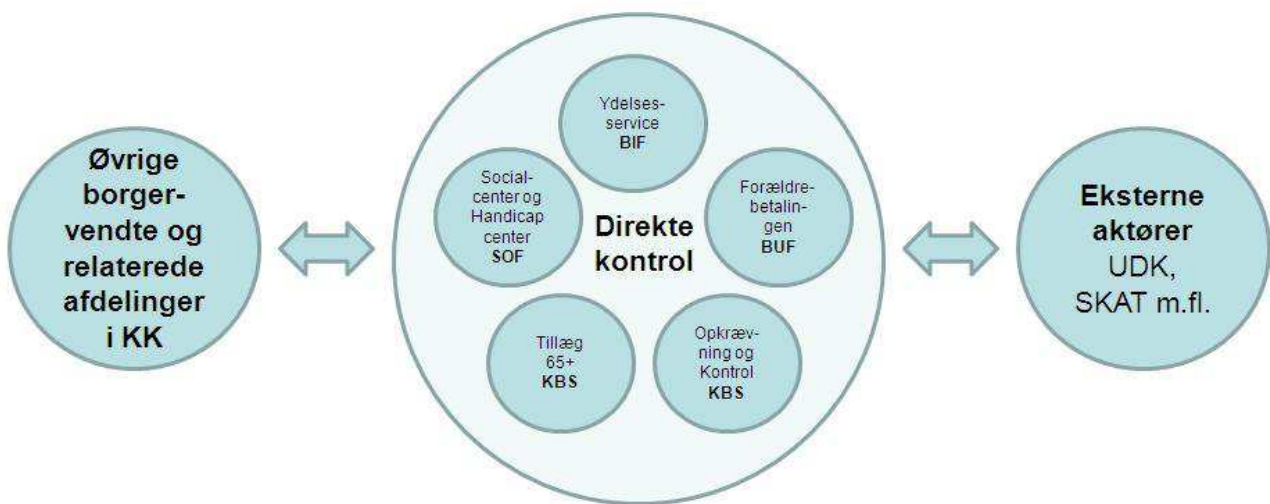 Øvrige
borger-
vendte og
relaterede
afdelinger
i KK
Ydelses-
service
BIF
Social-
center og
Handicap
center
SOF
Direkte
kontrol
Forældre-
betalin-
gen
BUF
Tillæg
65+
KBS
Opkræv-
ning og
Kontrol
KBS
Eksterne
aktører
UDK,
SKAT m.fl.